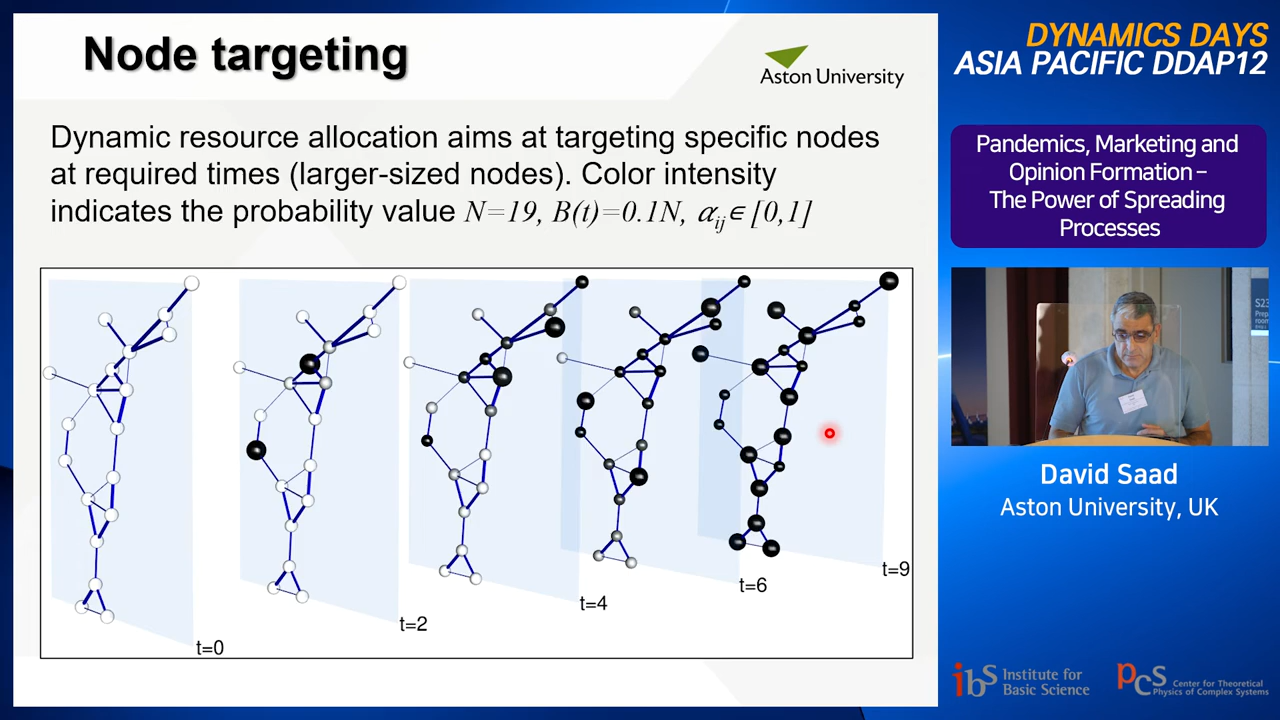 Node targeting
Aston University
Dynamic resource allocation aims at targeting specific nodes
at required times (larger-sized nodes). Color intensity
indicates the probability value N=19, B(t)=0.1N, αij∈[0,1]
t=0
t=2
t=4
t=6
t=9
DYNAMICS DAYS
ASIA PACIFIC DDAP12
Pandemics, Marketing and
Opinion Formation –
The Power of Spreading
Processes
David Saad
Aston University, UK
ibS Institute for
Basic Science
PCS Center for Theoretical
Physics of Complex Systems